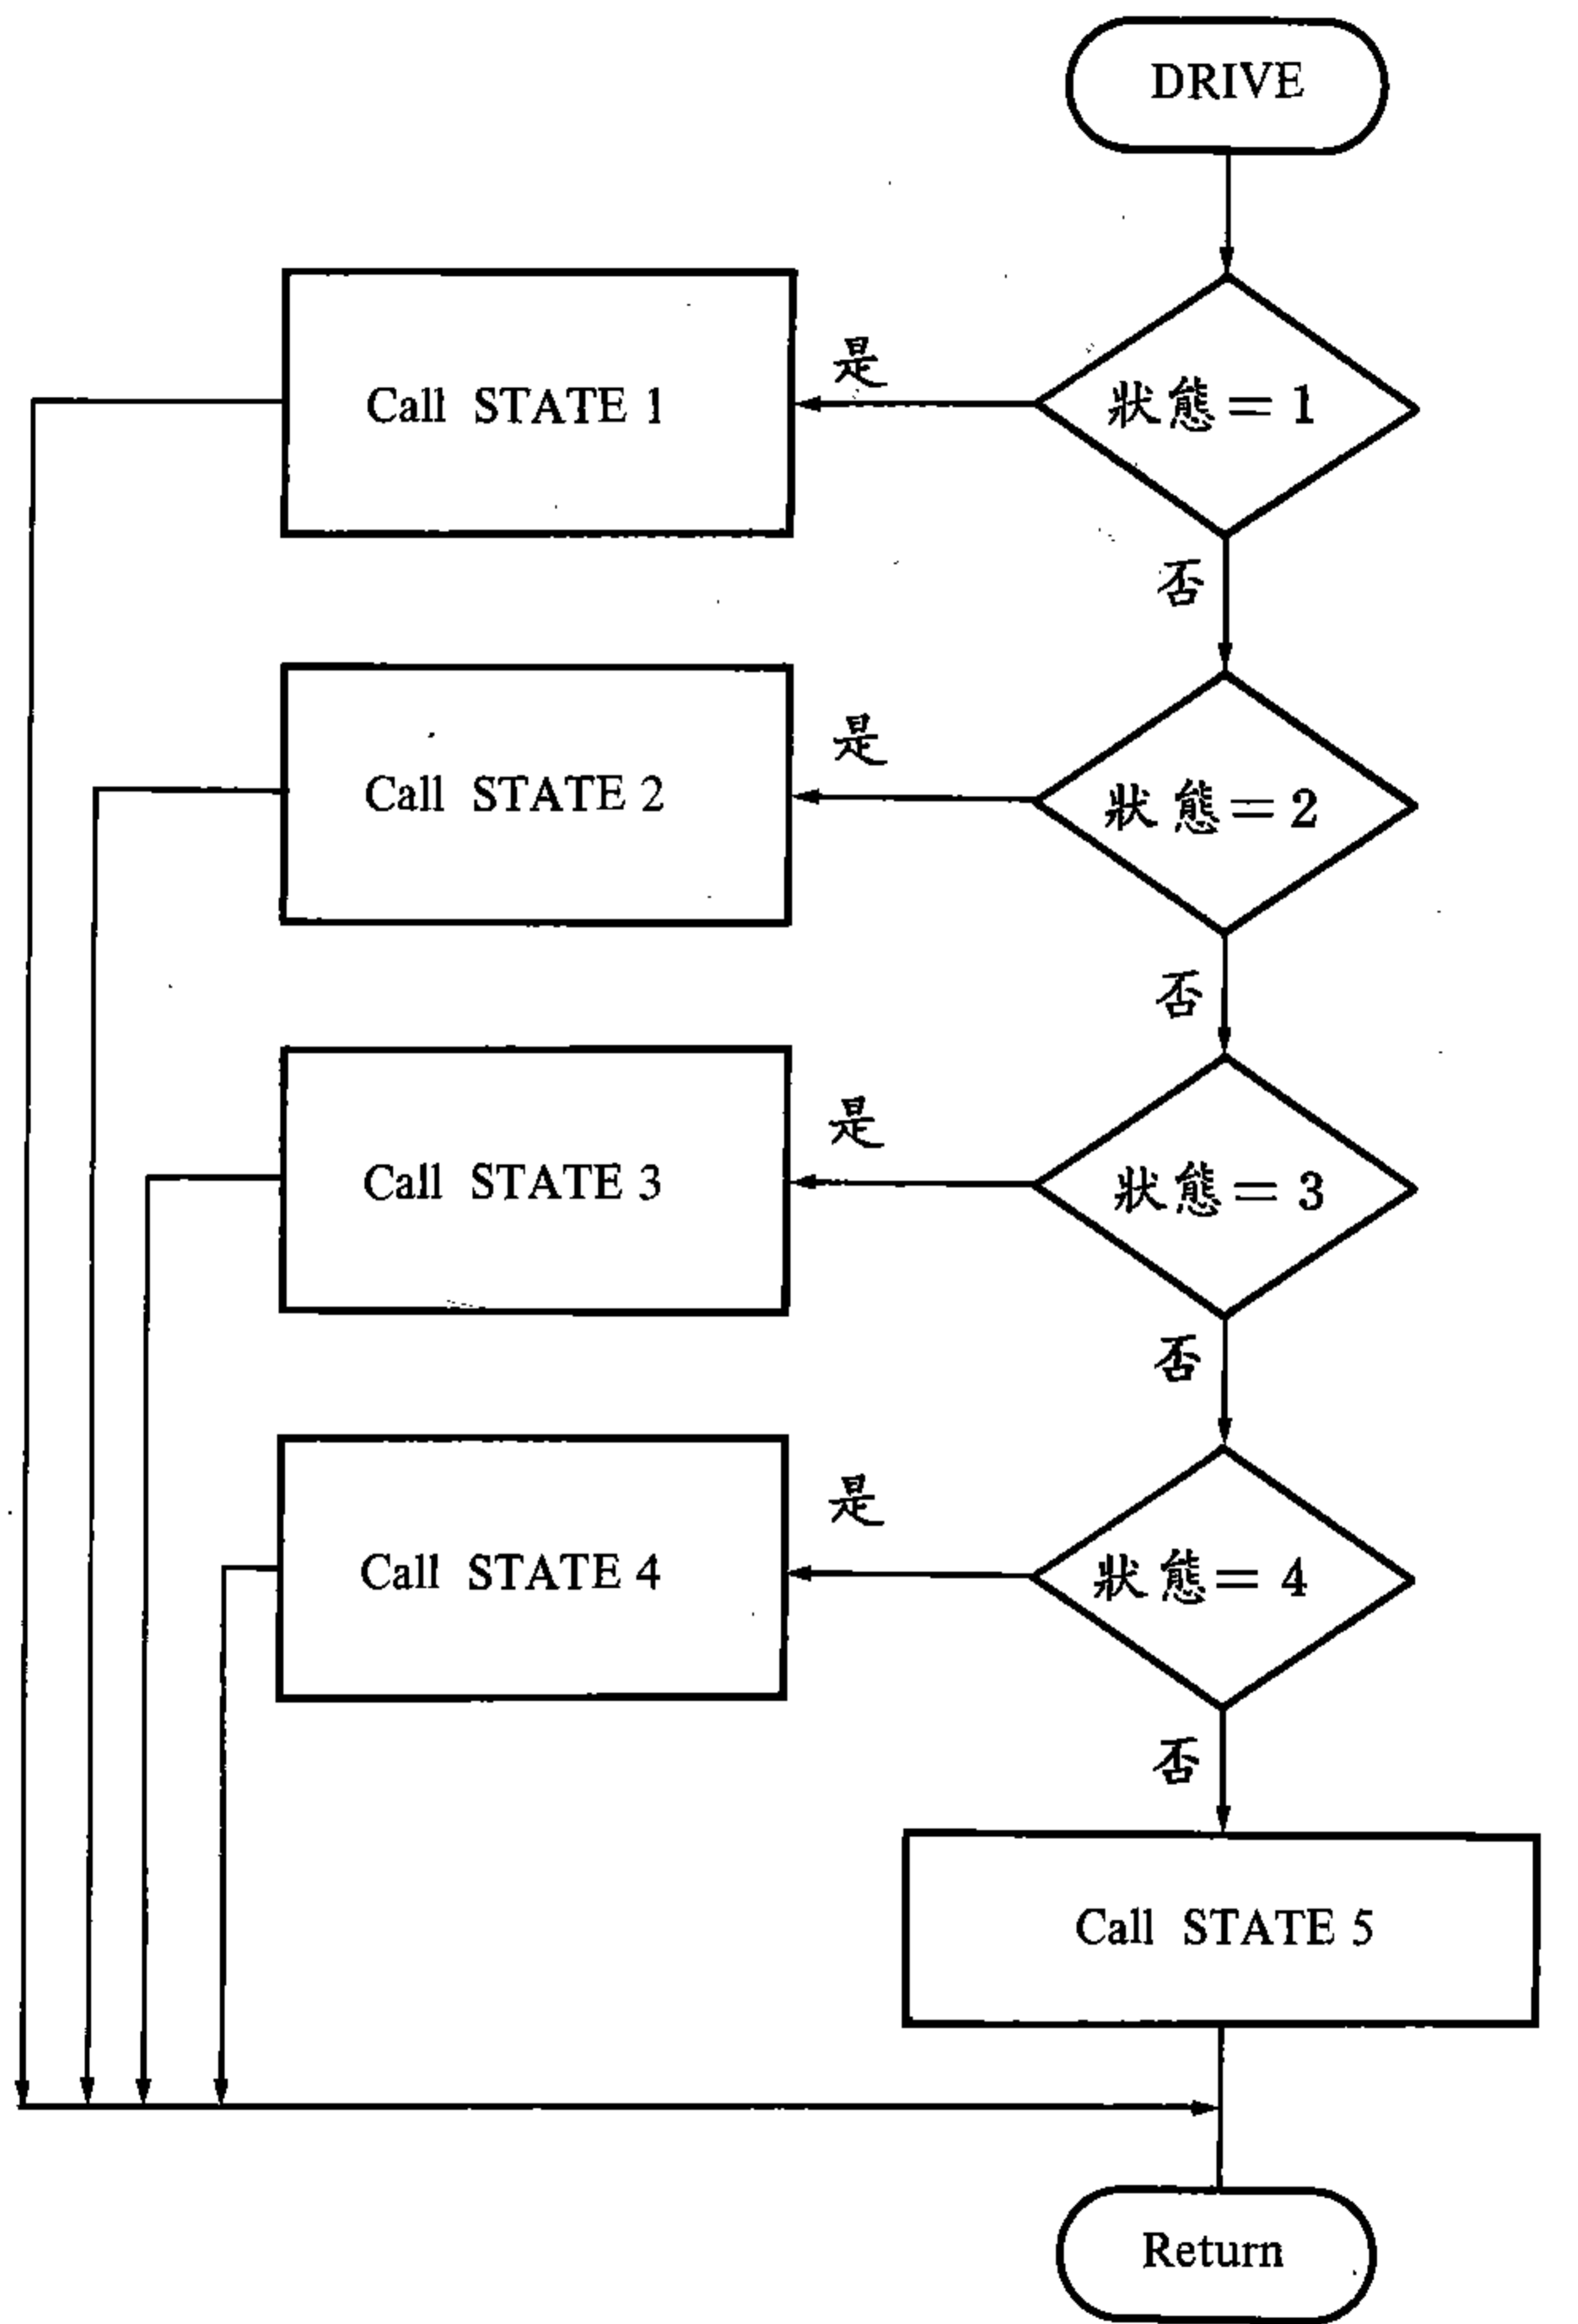 DRIVE
狀態=1
是
Call STATE 1
否
狀態=2
是
Call STATE 2
否
狀態=3
是
Call STATE 3
否
狀態=4
是
Call STATE 4
否
Call STATE 5
Return